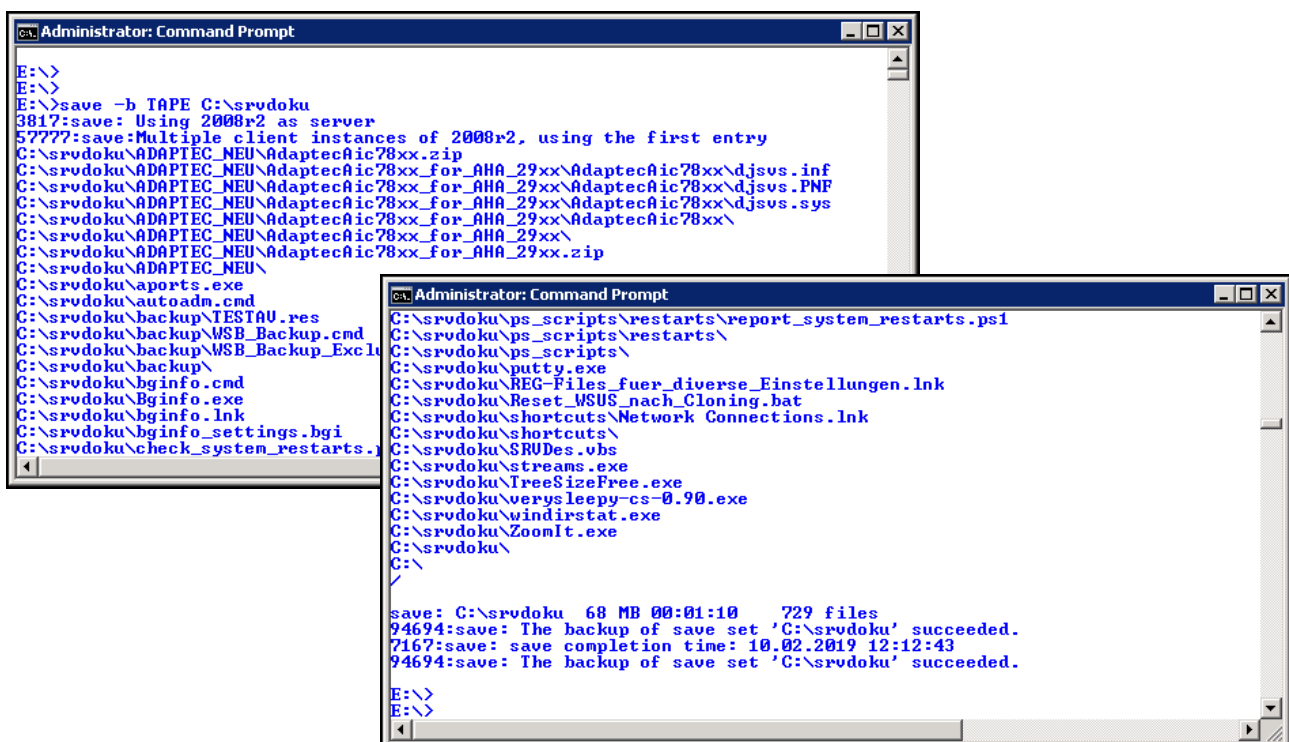 Administrator: Command Prompt
E:\>
E:\>
E:\>save -b TAPE C:\srvdoku
3817:save: Using 2008r2 as server
57777:save:Multiple client instances of 2008r2, using the first entry
C:\srvdoku\ADAPTEC_NEU\AdaptecAic78xx.zip
C:\srvdoku\ADAPTEC_NEU\AdaptecAic78xx_for_AHA_29xx\AdaptecAic78xx\djsvs.inf
C:\srvdoku\ADAPTEC_NEU\AdaptecAic78xx_for_AHA_29xx\AdaptecAic78xx\djsvs.PNF
C:\srvdoku\ADAPTEC_NEU\AdaptecAic78xx_for_AHA_29xx\AdaptecAic78xx\djsvs.sys
C:\srvdoku\ADAPTEC_NEU\AdaptecAic78xx_for_AHA_29xx\AdaptecAic78xx\
C:\srvdoku\ADAPTEC_NEU\AdaptecAic78xx_for_AHA_29xx\
C:\srvdoku\ADAPTEC_NEU\AdaptecAic78xx_for_AHA_29xx.zip
C:\srvdoku\ADAPTEC_NEU\
C:\srvdoku\aports.exe
C:\srvdoku\autoadm.cmd
C:\srvdoku\backup\TESTAV.res
C:\srvdoku\backup\WSB_Backup.cmd
C:\srvdoku\backup\WSB_Backup_Exclu
C:\srvdoku\backup\
C:\srvdoku\bginfo.cmd
C:\srvdoku\Bginfo.exe
C:\srvdoku\bginfo.lnk
C:\srvdoku\bginfo_settings.bgi
C:\srvdoku\check_system_restarts.
Administrator: Command Prompt
C:\srvdoku\ps_scripts\restarts\report_system_restarts.ps1
C:\srvdoku\ps_scripts\restarts\
C:\srvdoku\ps_scripts\
C:\srvdoku\putty.exe
C:\srvdoku\REG-Files_fuer_diverse_Einstellungen.lnk
C:\srvdoku\Reset_WSUS_nach_Cloning.bat
C:\srvdoku\shortcuts\Network Connections.lnk
C:\srvdoku\shortcuts\
C:\srvdoku\SRVDes.vbs
C:\srvdoku\streams.exe
C:\srvdoku\TreeSizeFree.exe
C:\srvdoku\verysleepy-cs-0.90.exe
C:\srvdoku\windirstat.exe
C:\srvdoku\ZoomIt.exe
C:\srvdoku\
C:\
/
save: C:\srvdoku  68 MB 00:01:10    729 files
94694:save: The backup of save set 'C:\srvdoku' succeeded.
7167:save: save completion time: 10.02.2019 12:12:43
94694:save: The backup of save set 'C:\srvdoku' succeeded.
E:\>
E:\>